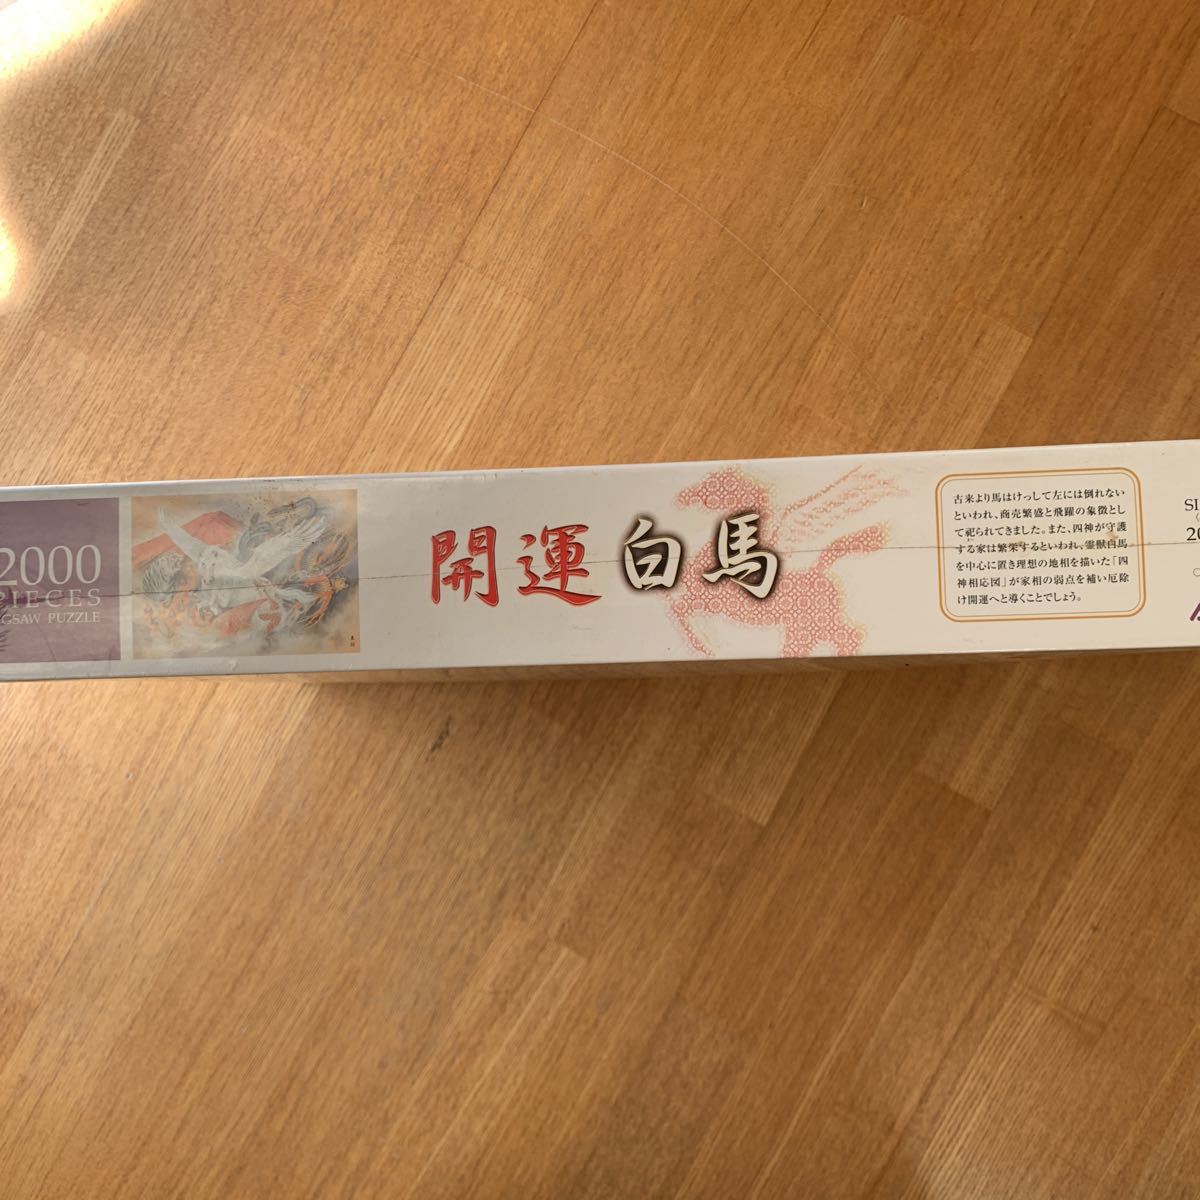 2000
PIECES
JIGSAW PUZZLE
開運白馬
古来より馬はけっして左には倒れない
といわれ、商売繁盛と飛躍の象徴とし
て祀られてきました。また、四神が守護
する家は繁栄するといわれ、霊獣白馬
を中心に置き理想の地相を描いた「四
神相応図」が家相の弱点を補い厄除
け開運へと導くことでしょう。
SI
20